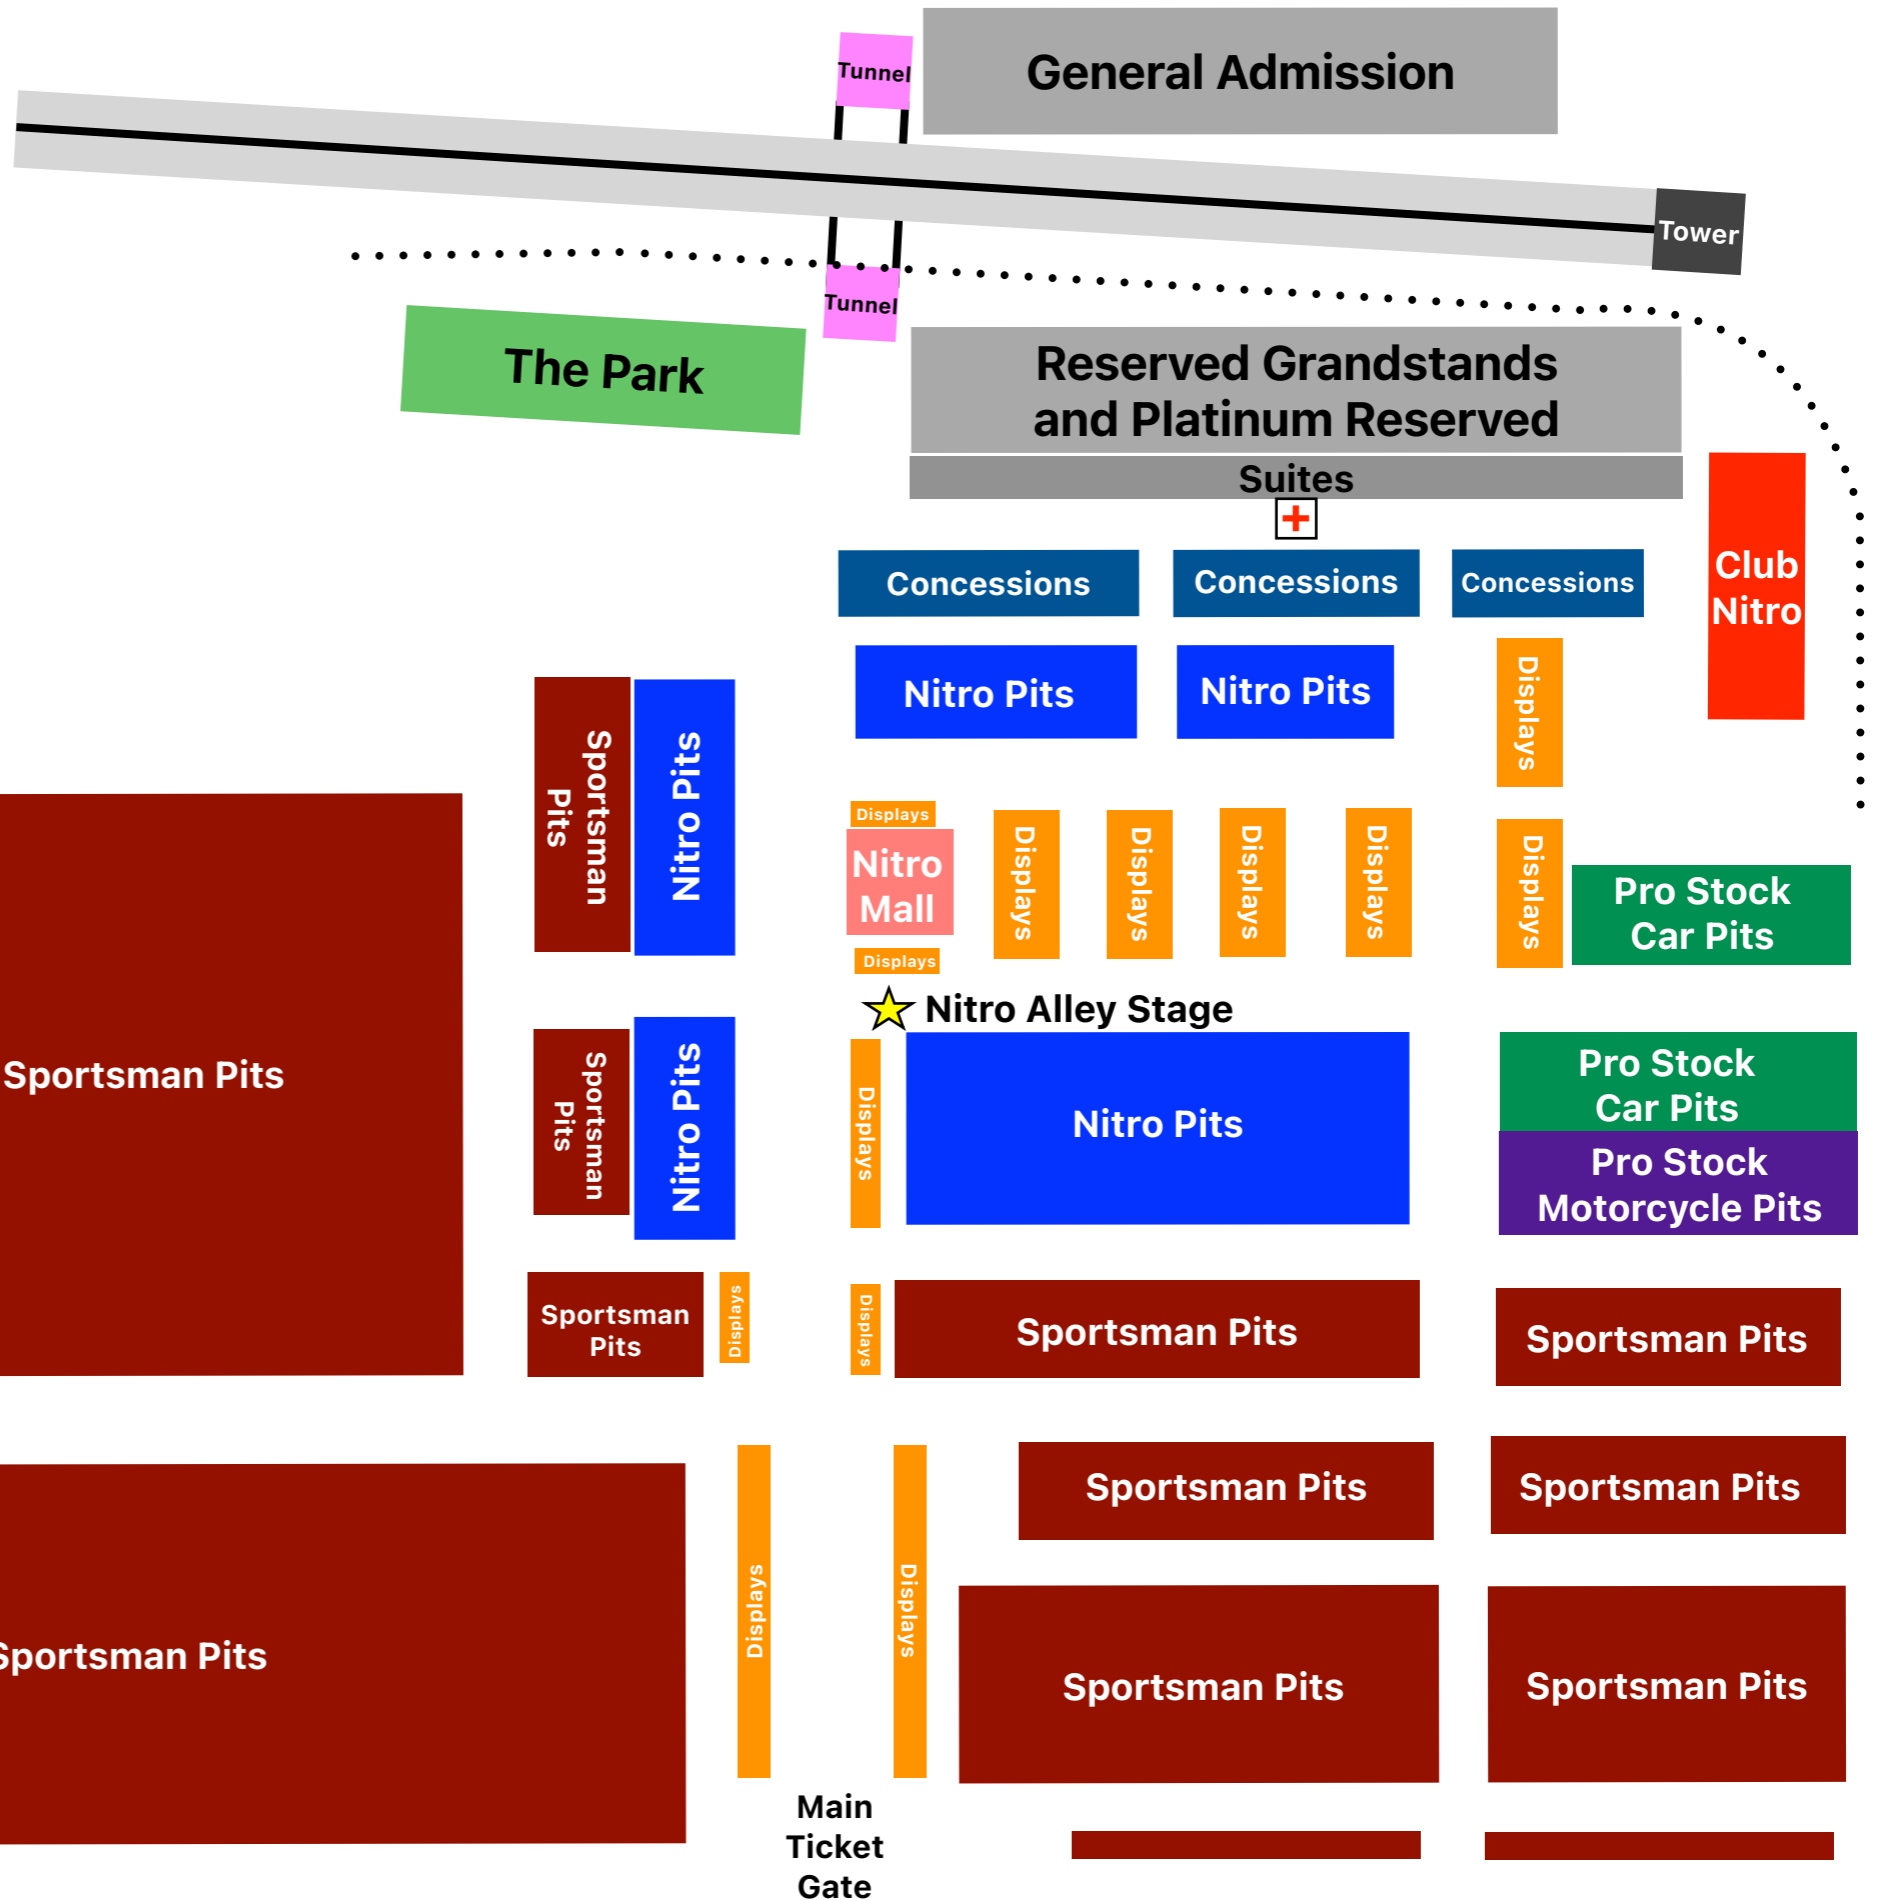 Tunnel
General Admission
Tower
Tunnel
The Park
Reserved Grandstands
and Platinum Reserved
Suites
Concessions
Concessions
Concessions
Club
Nitro
Nitro Pits
Nitro Pits
Displays
Sportsman
Pits
Nitro Pits
Displays
Nitro
Mall
Displays
Displays
Displays
Displays
Displays
Displays
Pro Stock
Car Pits
Nitro Alley Stage
Sportsman Pits
Sportsman
Pits
Nitro Pits
Displays
Nitro Pits
Pro Stock
Car Pits
Pro Stock
Motorcycle Pits
Sportsman
Pits
Displays
Displays
Sportsman Pits
Sportsman Pits
Sportsman Pits
Sportsman Pits
Sportsman Pits
Displays
Displays
Sportsman Pits
Sportsman Pits
Main
Ticket
Gate